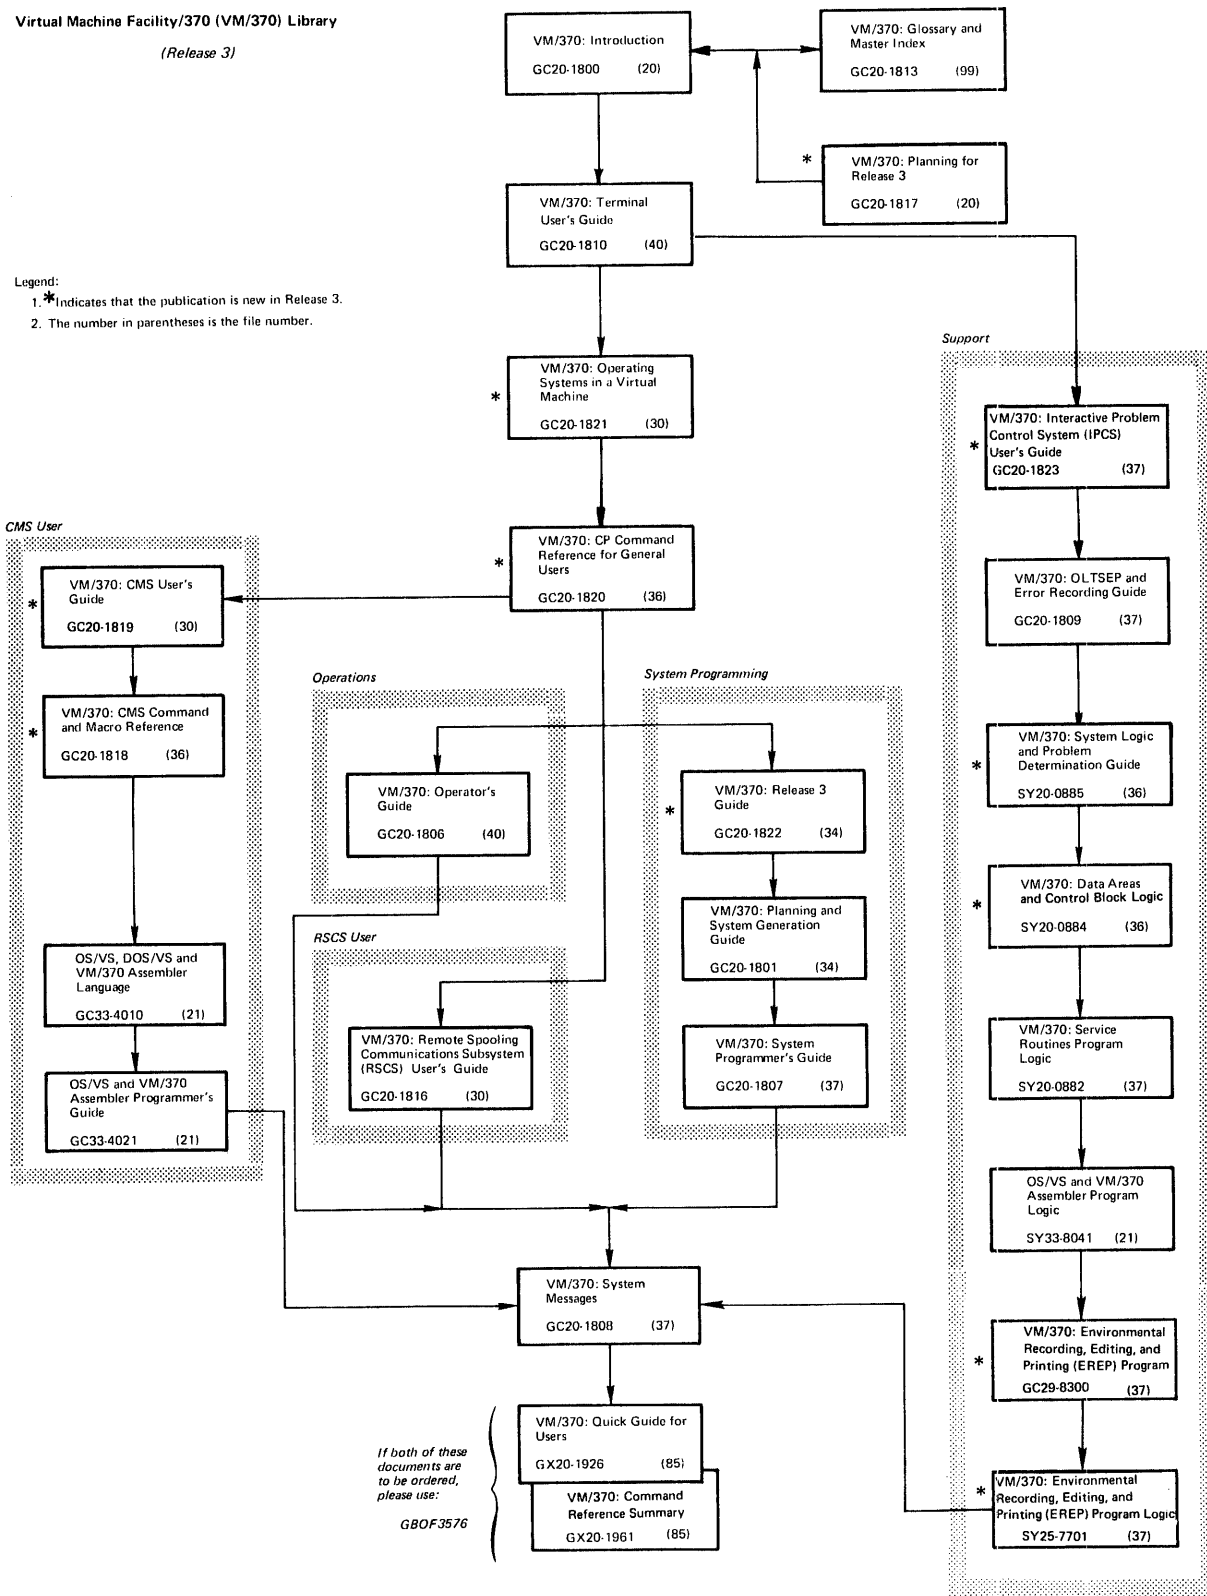 Virtual Machine Facility/370 (VM/370) Library
(Release 3)
VM/370: Introduction
GC20-1800 (20)
VM/370: Glossary and
Master Index
GC20-1813 (99)
*
VM/370: Planning for
Release 3
GC20-1817 (20)
VM/370: Terminal
User's Guide
GC20-1810 (40)
Legend:
1. *Indicates that the publication is new in Release 3.
2. The number in parentheses is the file number.
*
VM/370: Operating
Systems in a Virtual
Machine
GC20-1821 (30)
*
VM/370: CP Command
Reference for General
Users
GC20-1820 (36)
CMS User
*
VM/370: CMS User's
Guide
GC20-1819 (30)
*
VM/370: CMS Command
and Macro Reference
GC20-1818 (36)
OS/VS, DOS/VS and
VM/370 Assembler
Language
GC33-4010 (21)
OS/VS and VM/370
Assembler Programmer's
Guide
GC33-4021 (21)
Operations
VM/370: Operator's
Guide
GC20-1806 (40)
RSCS User
VM/370: Remote Spooling
Communications Subsystem
(RSCS) User's Guide
GC20-1816 (30)
System Programming
*
VM/370: Release 3
Guide
GC20-1822 (34)
VM/370: Planning and
System Generation
Guide
GC20-1801 (34)
VM/370: System
Programmer's Guide
GC20-1807 (37)
Support
*
VM/370: Interactive Problem
Control System (IPCS)
User's Guide
GC20-1823 (37)
VM/370: OLTSEP and
Error Recording Guide
GC20-1809 (37)
*
VM/370: System Logic
and Problem
Determination Guide
SY20-0885 (36)
*
VM/370: Data Areas
and Control Block Logic
SY20-0884 (36)
VM/370: Service
Routines Program
Logic
SY20-0882 (37)
OS/VS and VM/370
Assembler Program
Logic
SY33-8041 (21)
*
VM/370: Environmental
Recording, Editing, and
Printing (EREP) Program
GC29-8300 (37)
*
VM/370: Environmental
Recording, Editing, and
Printing (EREP) Program Logic
SY25-7701 (37)
VM/370: System
Messages
GC20-1808 (37)
If both of these
documents are
to be ordered,
please use:
GBOF3576
VM/370: Quick Guide for
Users
GX20-1926 (85)
VM/370: Command
Reference Summary
GX20-1961 (85)